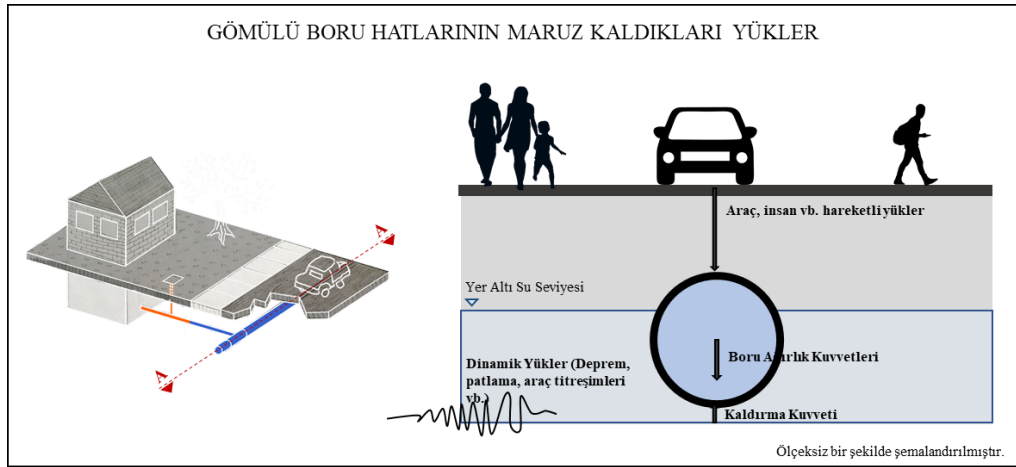 GÖMÜLÜ BORU HATLARININ MARUZ KALDIKLARI YÜKLER
Araç, insan vb. hareketli yükler
Yer Altı Su Seviyesi
Boru Ağırlık Kuvvetleri
Dinamik Yükler (Deprem,
patlama, araç titreşimleri
vb.)
Kaldırma Kuvveti
Ölçeksiz bir şekilde şemalandırılmıştır.